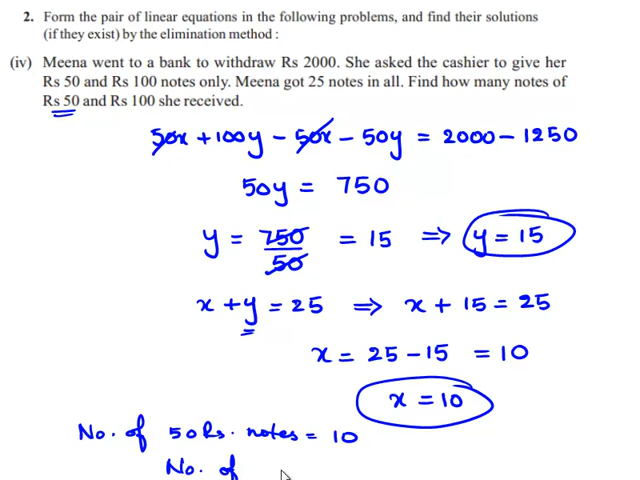 2. Form the pair of linear equations in the following problems, and find their solutions
(if they exist) by the elimination method :
(iv) Meena went to a bank to withdraw Rs 2000. She asked the cashier to give her
Rs 50 and Rs 100 notes only. Meena got 25 notes in all. Find how many notes of
Rs 50 and Rs 100 she received.
50x + 100y - 50x - 50y = 2000 - 1250
50y = 750
y = 750/50 = 15 ⇒ y = 15
x + y = 25 ⇒ x + 15 = 25
x = 25 - 15 = 10
x = 10
No. of 50 Rs. notes = 10
No. of